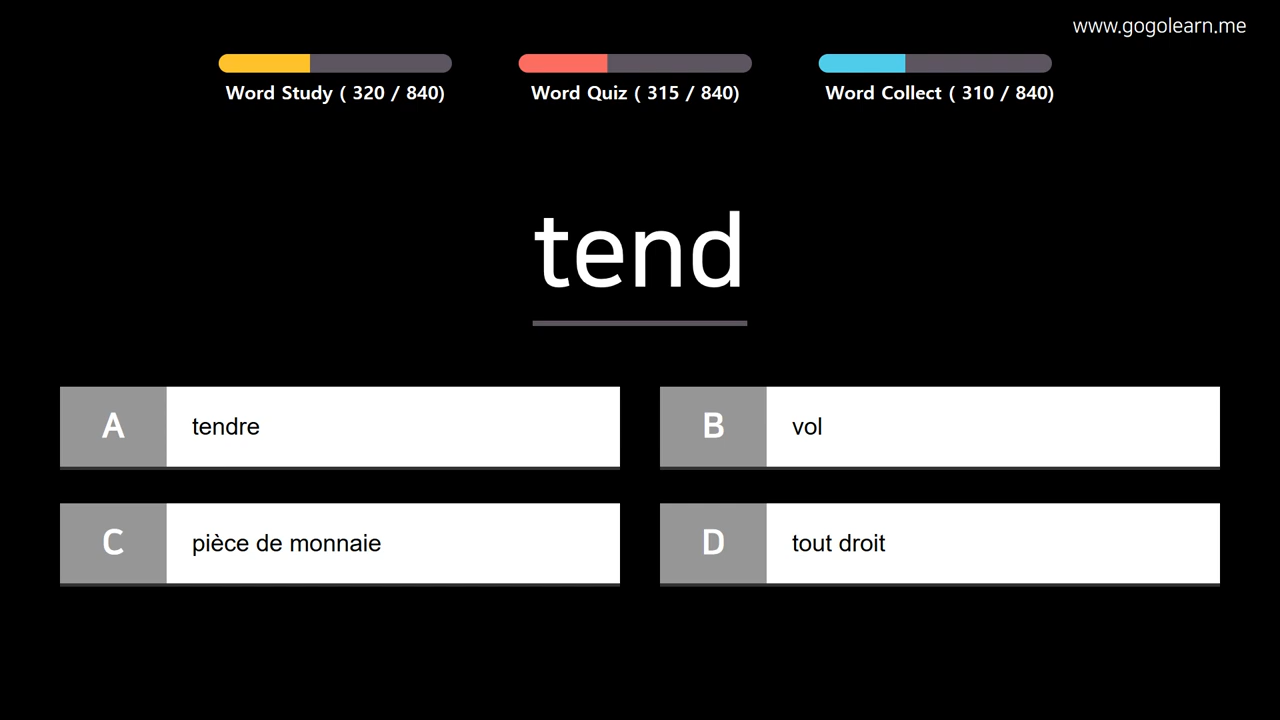 www.gogolearn.me
Word Study ( 320 / 840)
Word Quiz ( 315 / 840)
Word Collect ( 310 / 840)
tend
A tendre
B vol
C pièce de monnaie
D tout droit